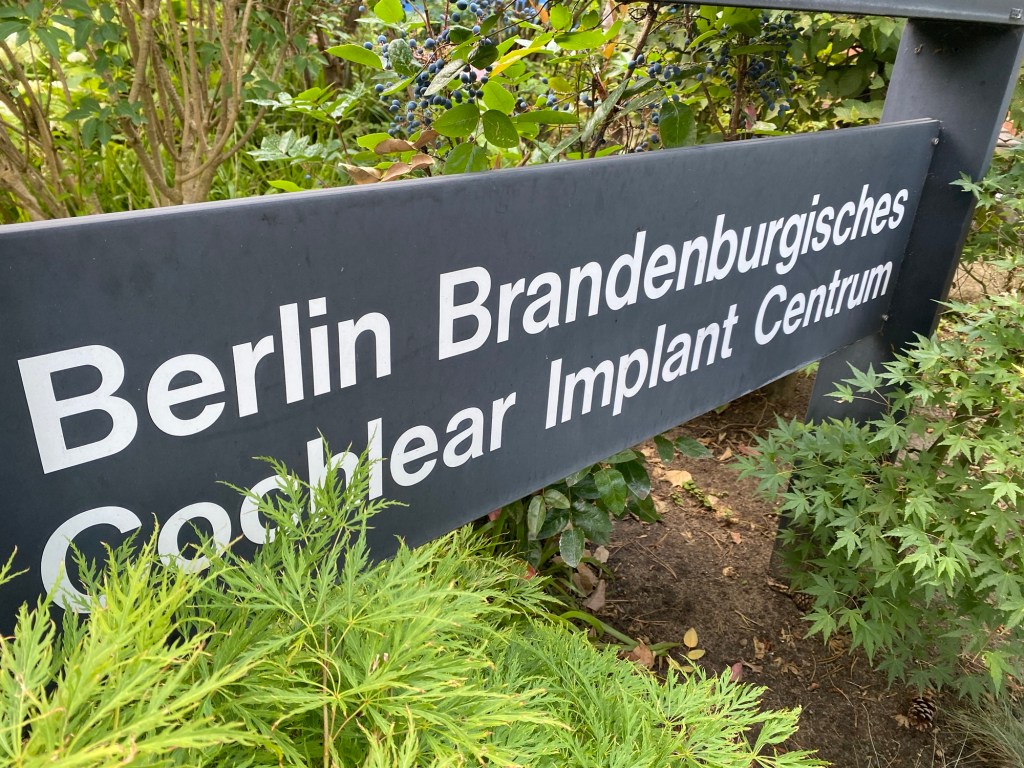 Berlin Brandenburgisches
Cochlear Implant Centrum